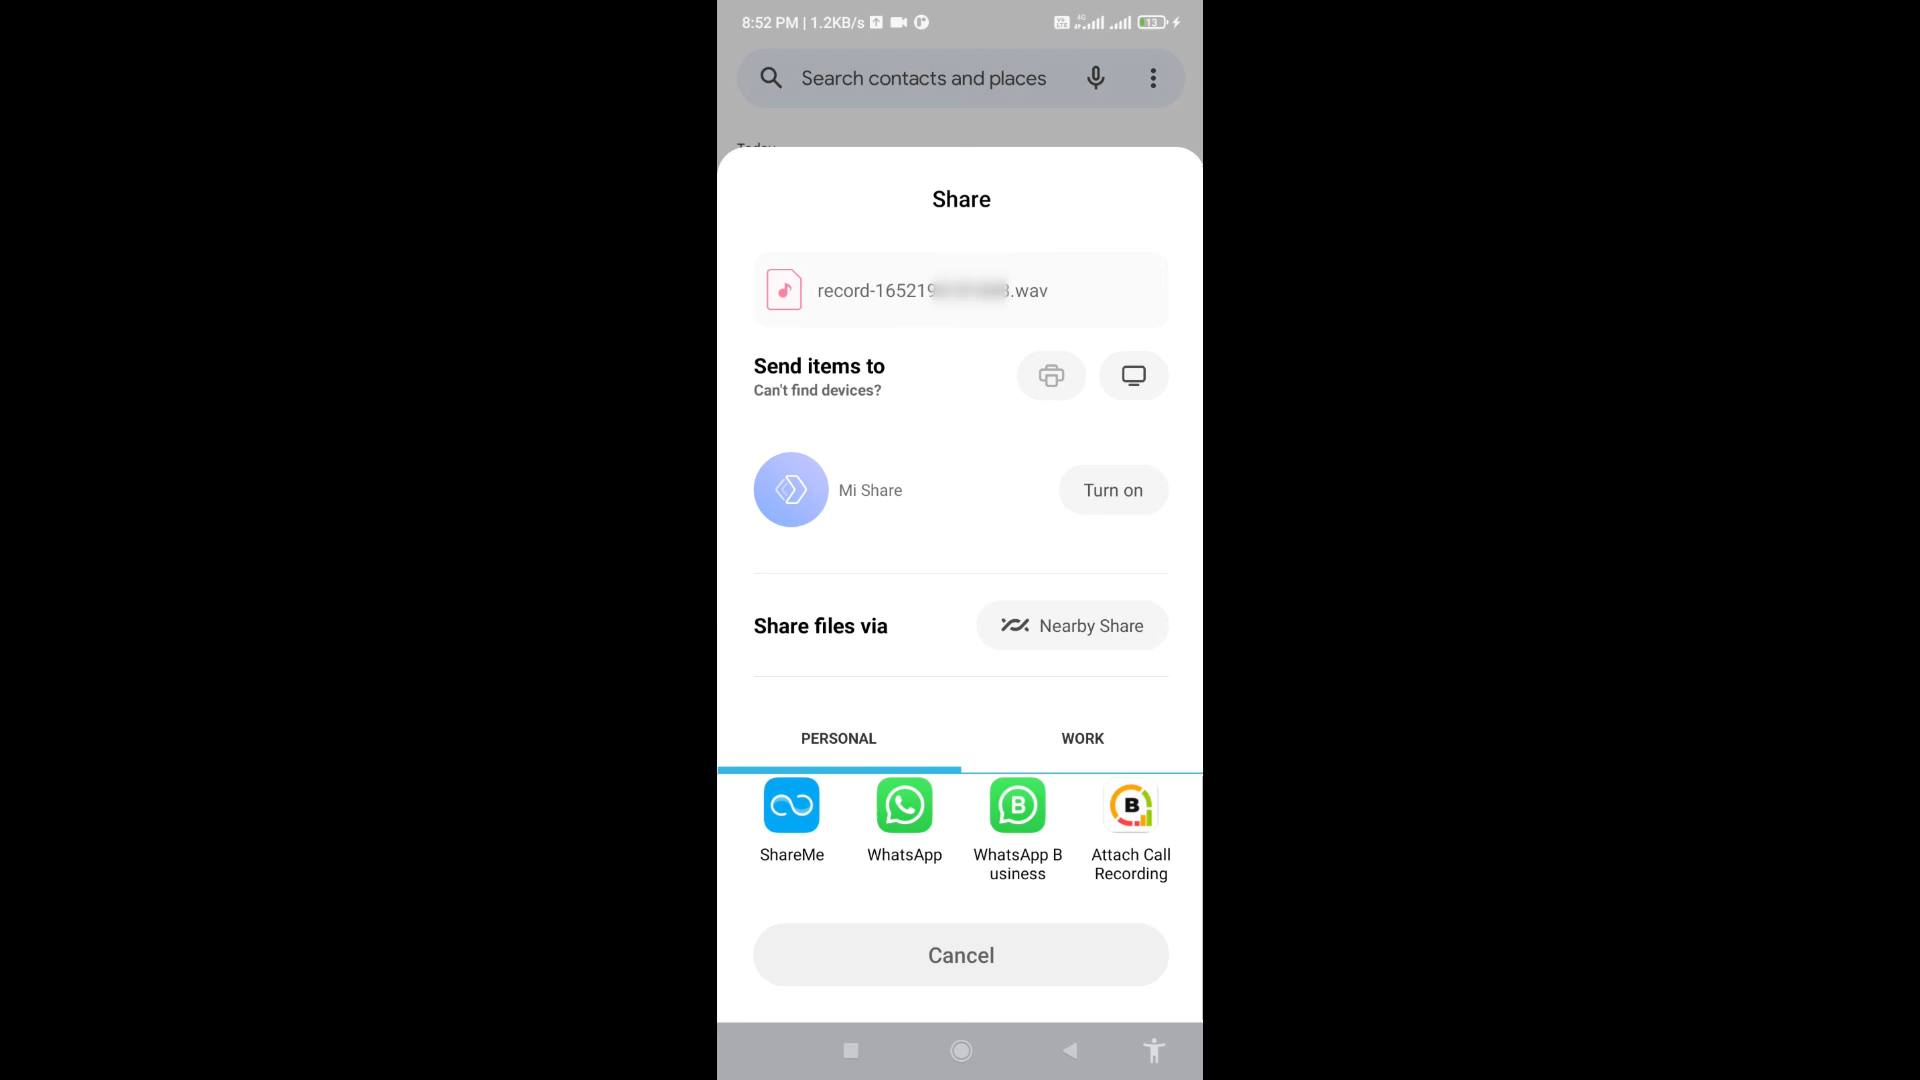 8:52 PM | 1.2KB/s
4G
13
Search contacts and places
Share
record-165219 .wav
Send items to
Can't find devices?
Mi Share
Turn on
Share files via
Nearby Share
PERSONAL
WORK
ShareMe
WhatsApp
WhatsApp B
usiness
B
Attach Call
Recording
Cancel